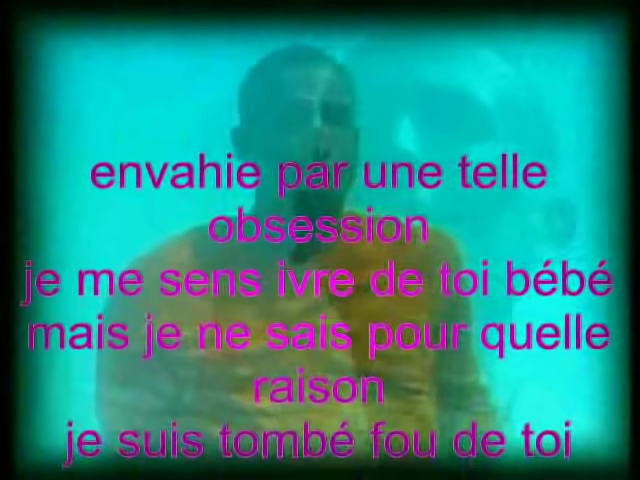 envahie par une telle
obsession
je me sens ivre de toi bébé
mais je ne sais pour quelle
raison
je suis tombé fou de toi